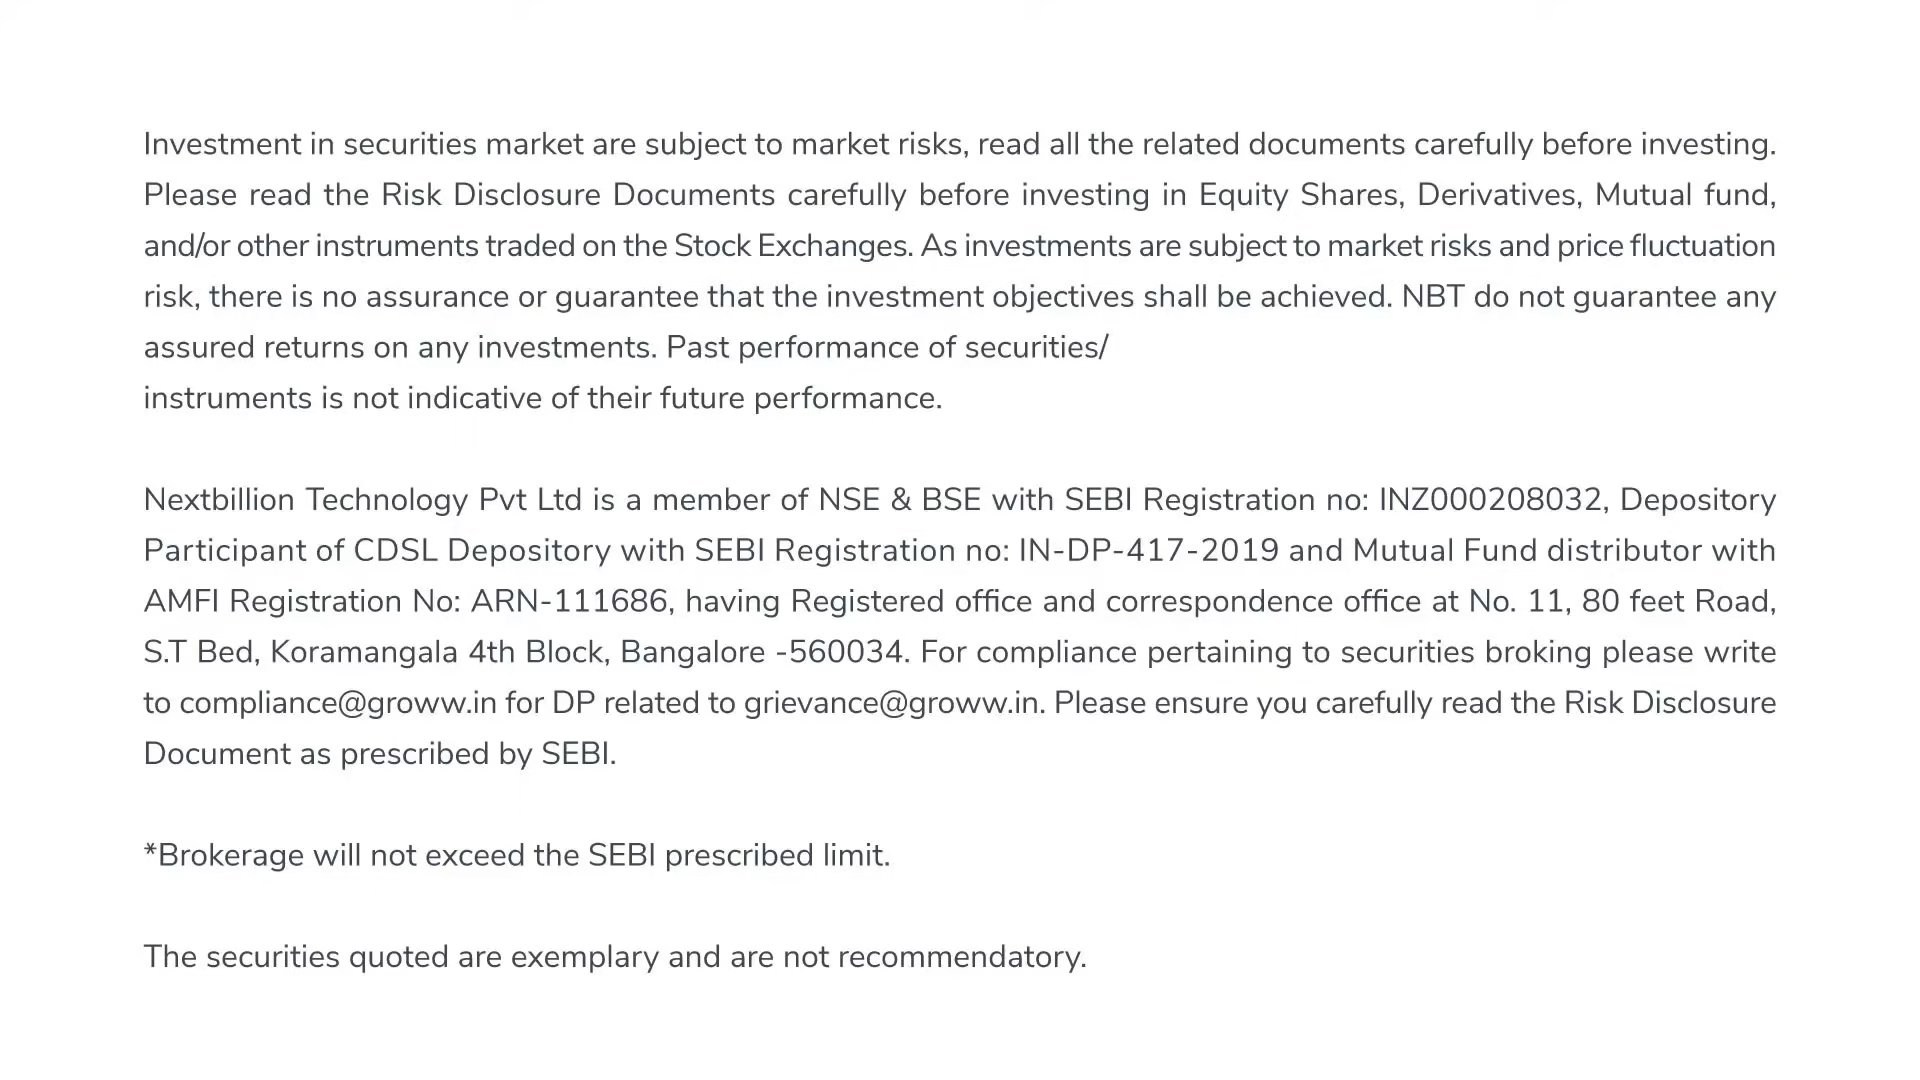 Investment in securities market are subject to market risks, read all the related documents carefully before investing.
Please read the Risk Disclosure Documents carefully before investing in Equity Shares, Derivatives, Mutual fund,
and/or other instruments traded on the Stock Exchanges. As investments are subject to market risks and price fluctuation
risk, there is no assurance or guarantee that the investment objectives shall be achieved. NBT do not guarantee any
assured returns on any investments. Past performance of securities/
instruments is not indicative of their future performance.
Nextbillion Technology Pvt Ltd is a member of NSE & BSE with SEBI Registration no: INZ000208032, Depository
Participant of CDSL Depository with SEBI Registration no: IN-DP-417-2019 and Mutual Fund distributor with
AMFI Registration No: ARN-111686, having Registered office and correspondence office at No. 11, 80 feet Road,
S.T Bed, Koramangala 4th Block, Bangalore -560034. For compliance pertaining to securities broking please write
to compliance@groww.in for DP related to grievance@groww.in. Please ensure you carefully read the Risk Disclosure
Document as prescribed by SEBI.
*Brokerage will not exceed the SEBI prescribed limit.
The securities quoted are exemplary and are not recommendatory.